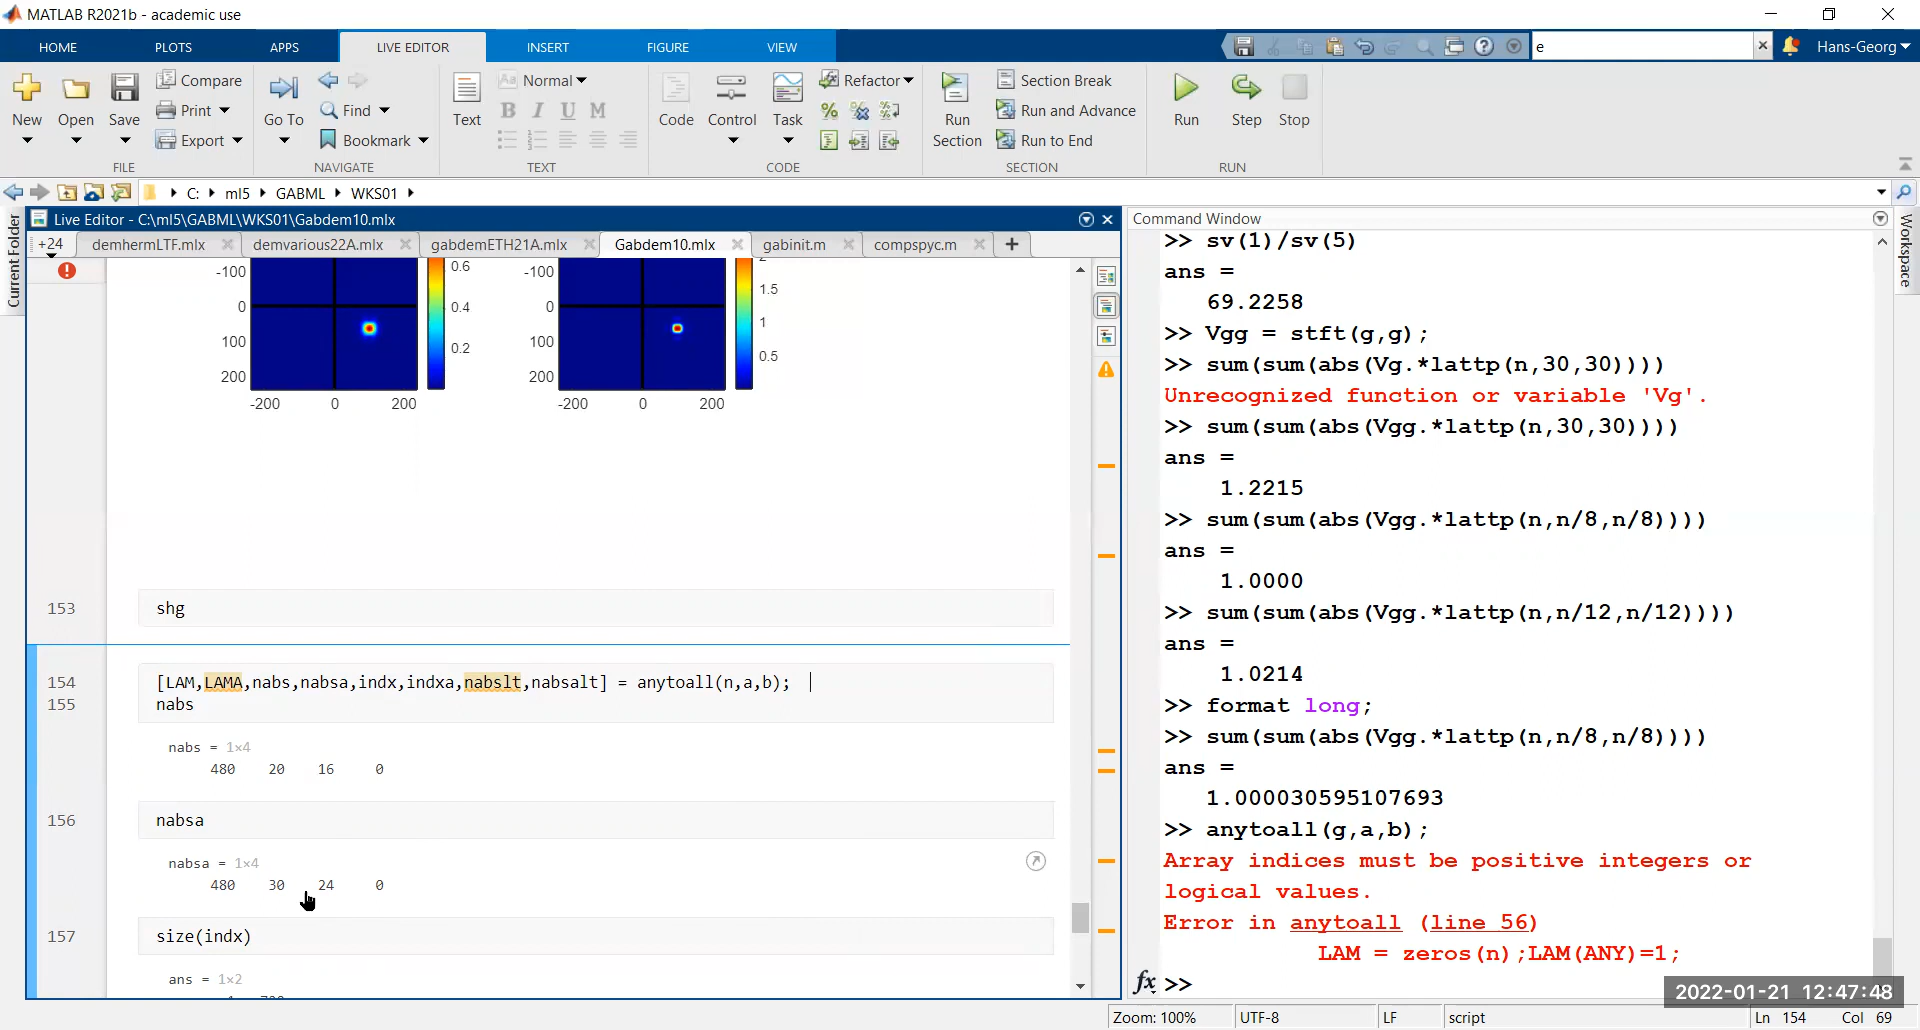 MATLAB R2021b - academic use
HOME PLOTS APPS LIVE EDITOR INSERT FIGURE VIEW e Hans-Georg
New Open Save Compare Print Export
FILE
Go To Find Bookmark
NAVIGATE
Text Aa Normal B I U M
TEXT
Code Control Task Refactor
CODE
Run Section Section Break Run and Advance Run to End
SECTION
Run Step Stop
RUN
C: ml5 GABML WKS01
Current Folder
Live Editor - C:\ml5\GABML\WKS01\Gabdem10.mlx
+24 demhermLTF.mlx demvarious22A.mlx gabdemETH21A.mlx Gabdem10.mlx gabinit.m compspyc.m
-100 0.6 -100
1.5
0 0.4 0
1
100 0.2 100
0.5
200 200
-200 0 200 -200 0 200
153 shg
154 [LAM,LAMA,nabs,nabsa,indx,indxa,nabslt,nabsalt] = anytoall(n,a,b);
155 nabs
nabs = 1×4
480 20 16 0
156 nabsa
nabsa = 1×4
480 30 24 0
157 size(indx)
ans = 1×2
Command Window
>> sv(1)/sv(5)
ans =
69.2258
>> Vgg = stft(g,g);
>> sum(sum(abs(Vg.*lattp(n,30,30))))
Unrecognized function or variable 'Vg'.
>> sum(sum(abs(Vgg.*lattp(n,30,30))))
ans =
1.2215
>> sum(sum(abs(Vgg.*lattp(n,n/8,n/8))))
ans =
1.0000
>> sum(sum(abs(Vgg.*lattp(n,n/12,n/12))))
ans =
1.0214
>> format long;
>> sum(sum(abs(Vgg.*lattp(n,n/8,n/8))))
ans =
1.000030595107693
>> anytoall(g,a,b);
Array indices must be positive integers or
logical values.
Error in anytoall (line 56)
LAM = zeros(n);LAM(ANY)=1;
fx >>
Workspace
2022-01-21 12:47:48
Zoom: 100% UTF-8 LF script Ln 154 Col 69